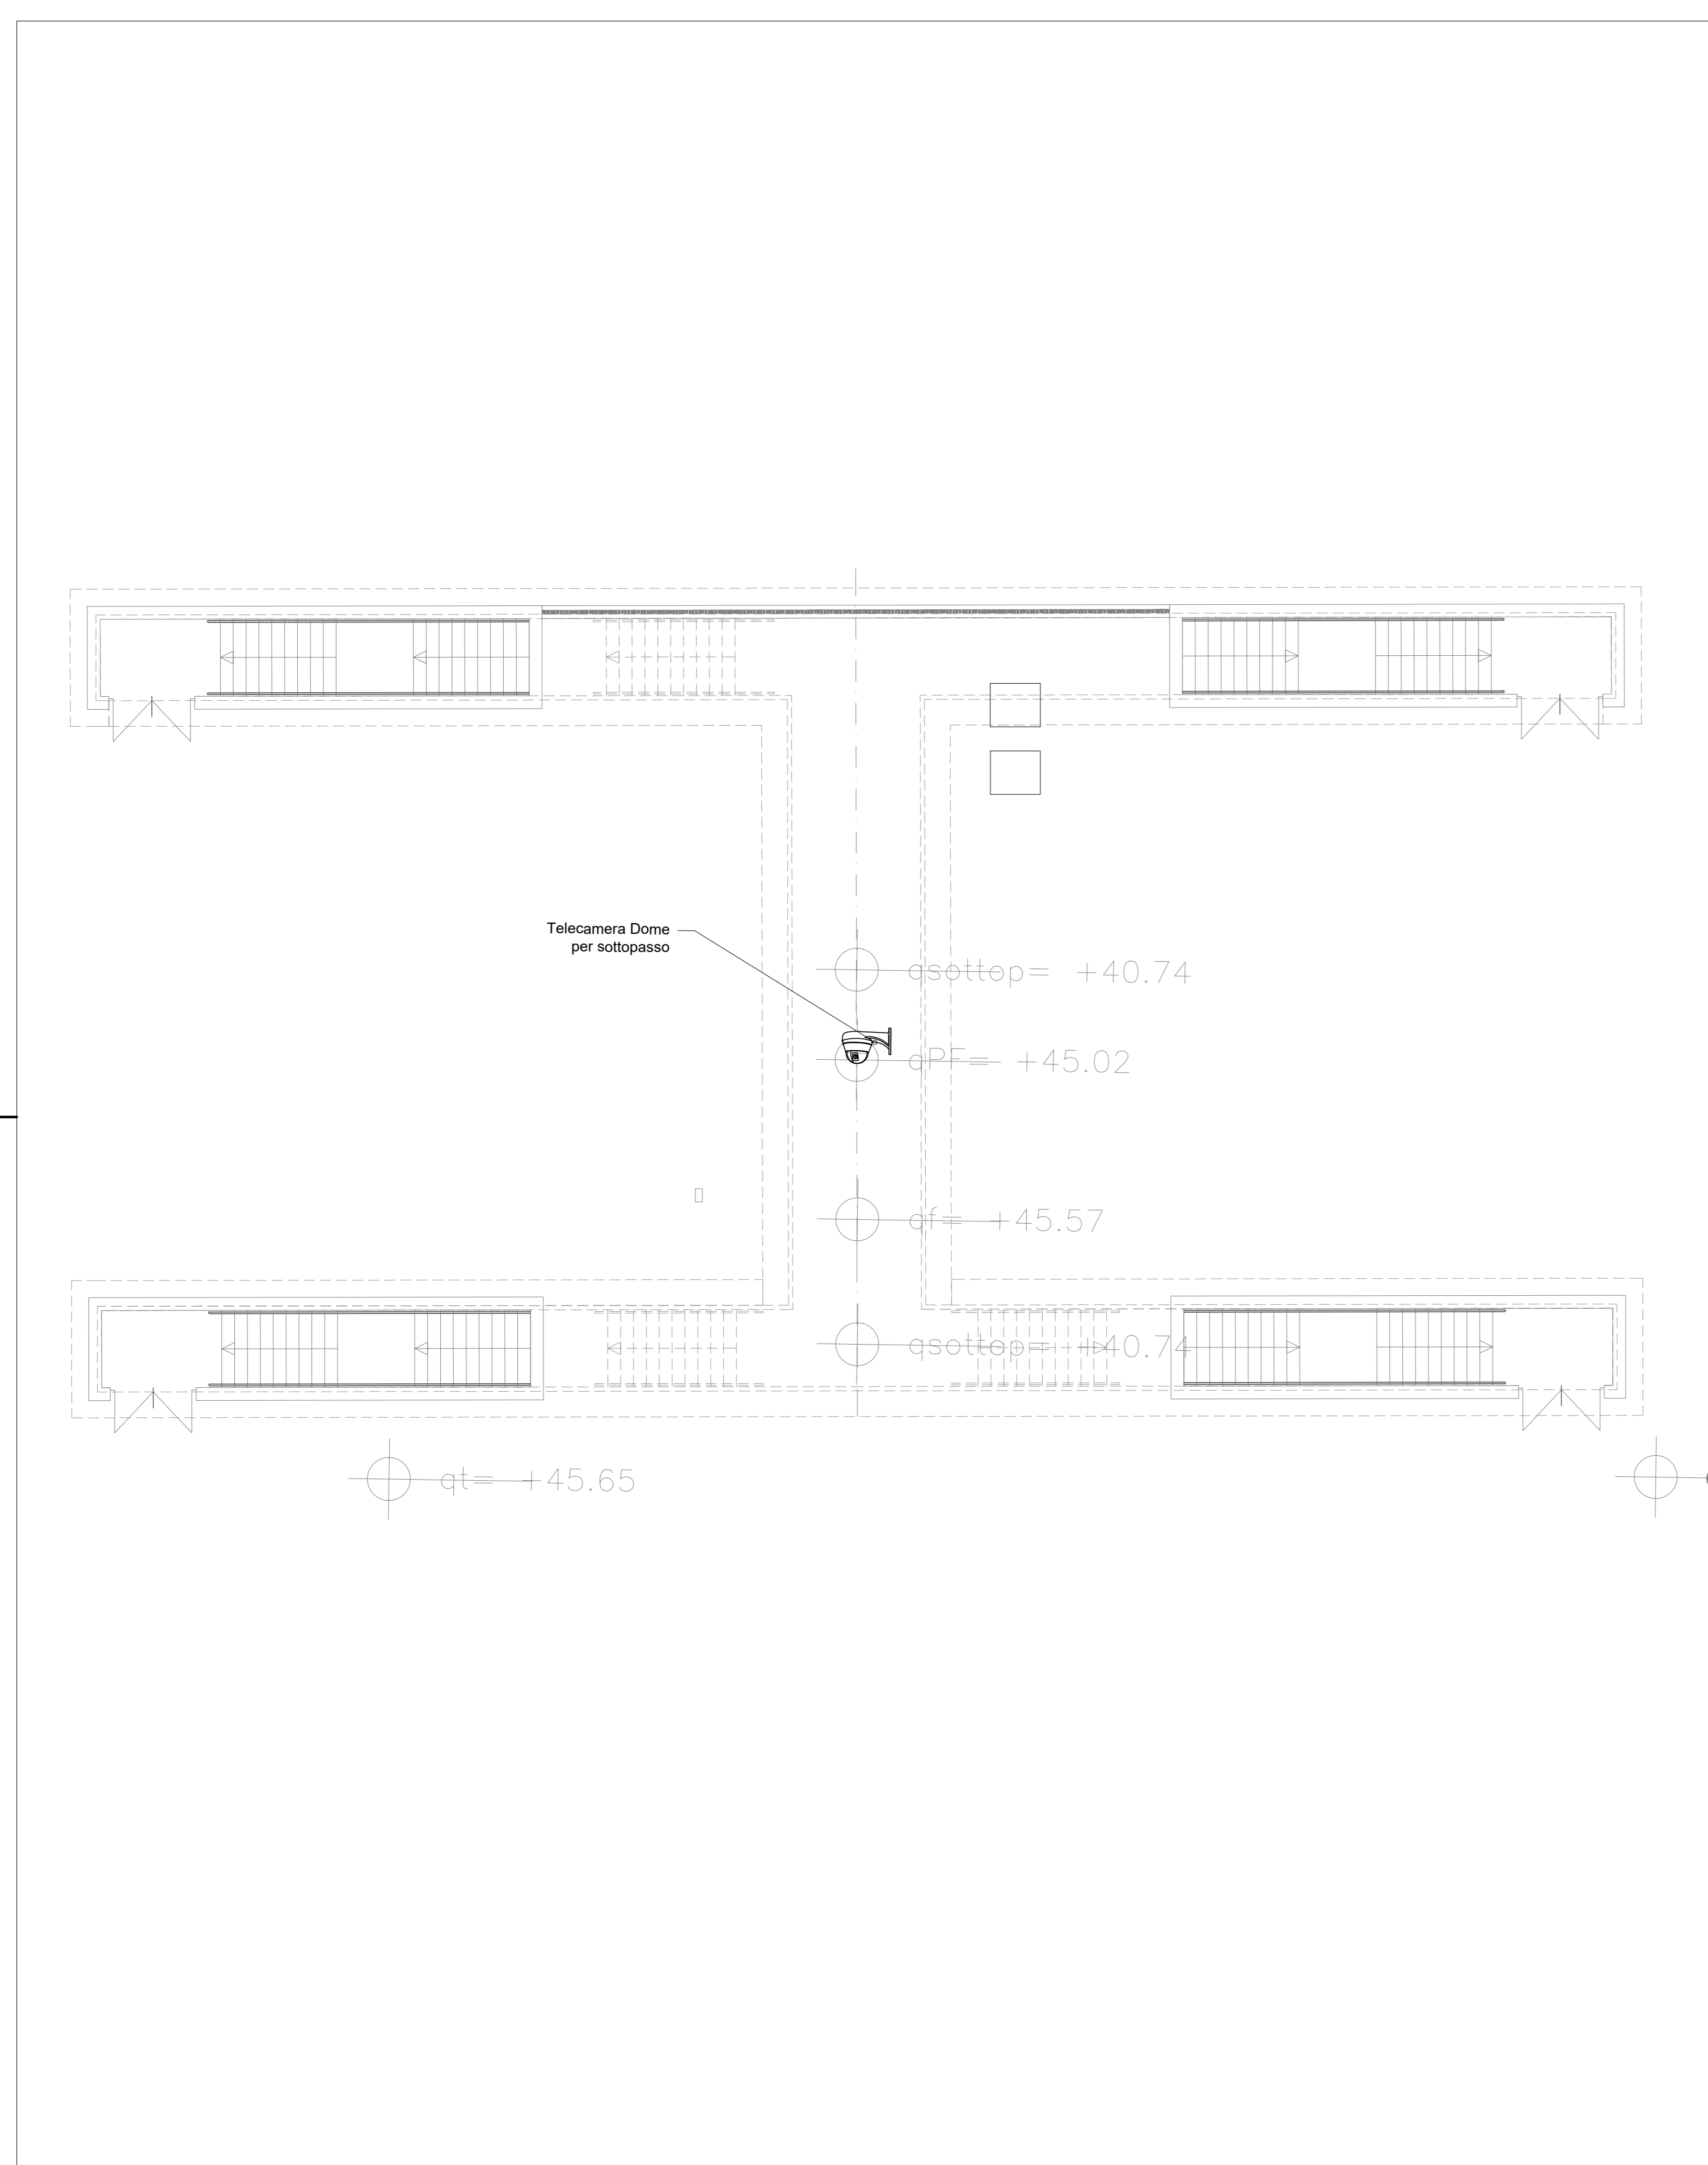 Telecamera Dome
per sottopasso
qsottop= +40.74
qPF= +45.02
qf= +45.57
qsottop= +40.74
qt= +45.65